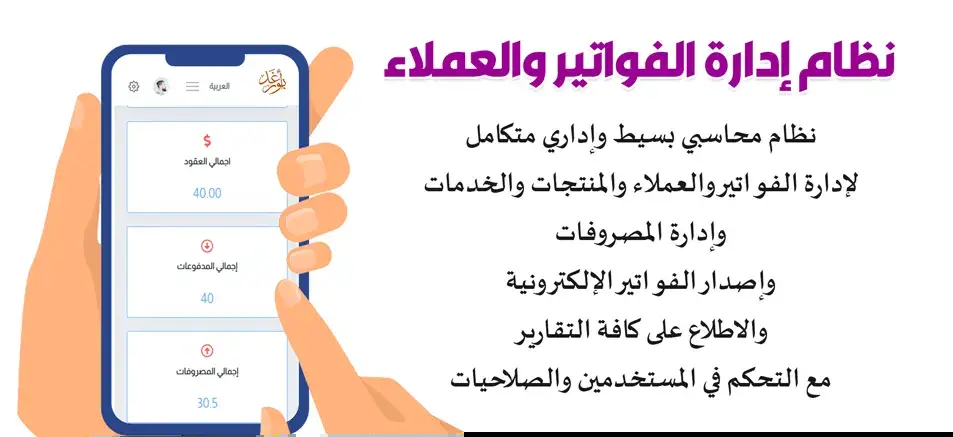 نظام إدارة الفواتير والعملاء
نظام محاسبي بسيط وإداري متكامل
لإدارة الفواتير والعملاء والمنتجات والخدمات
وإدارة المصروفات
وإصدار الفواتير الإلكترونية
والاطلاع على كافة التقارير
مع التحكم في المستخدمين والصلاحيات
العربية
اجمالي العقود
40.00
إجمالي المدفوعات
40
إجمالي المصروفات
30.5